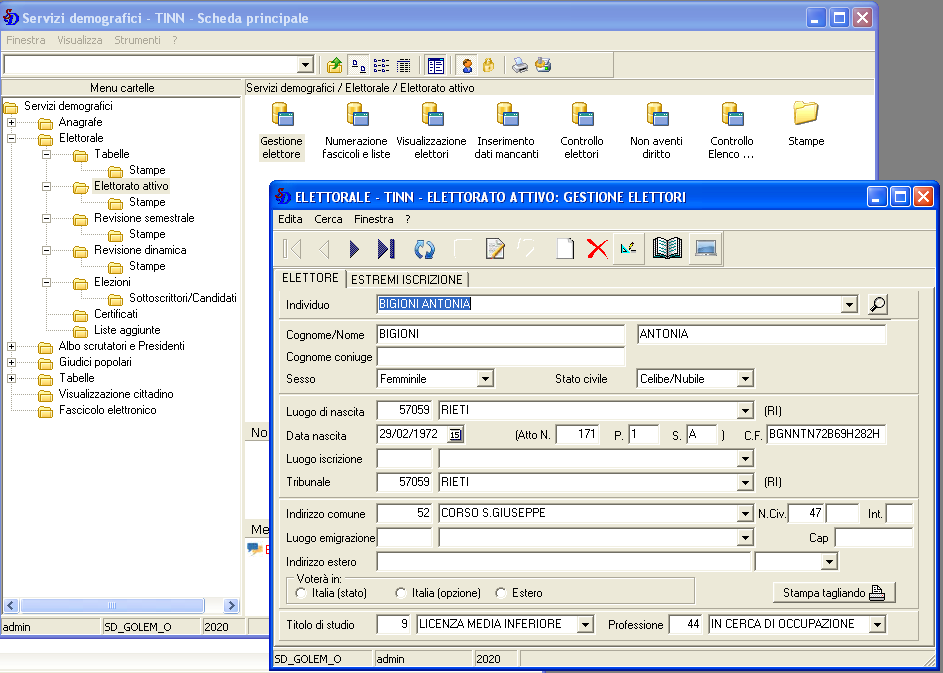 Servizi demografici - TINN - Scheda principale
Finestra Visualizza Strumenti ?
Menu cartelle
Servizi demografici / Elettorale / Elettorato attivo
Servizi demografici
Anagrafe
Elettorale
Tabelle
Stampe
Elettorato attivo
Stampe
Revisione semestrale
Stampe
Revisione dinamica
Stampe
Elezioni
Sottoscrittori/Candidati
Certificati
Liste aggiunte
Albo scrutatori e Presidenti
Giudici popolari
Tabelle
Visualizzazione cittadino
Fascicolo elettronico
Gestione elettore
Numerazione fascicoli e liste
Visualizzazione elettori
Inserimento dati mancanti
Controllo elettori
Non aventi diritto
Controllo Elenco ...
Stampe
No
Me
admin SD_GOLEM_O 2020
ELETTORALE - TINN - ELETTORATO ATTIVO: GESTIONE ELETTORI
Edita Cerca Finestra ?
ELETTORE ESTREMI ISCRIZIONE
Individuo BIGIONI ANTONIA
Cognome/Nome BIGIONI ANTONIA
Cognome coniuge
Sesso Femminile Stato civile Celibe/Nubile
Luogo di nascita 57059 RIETI (RI)
Data nascita 29/02/1972 15 (Atto N. 171 P. 1 S. A ) C.F. BGNNTN72B69H282H
Luogo iscrizione
Tribunale 57059 RIETI (RI)
Indirizzo comune 52 CORSO S.GIUSEPPE N.Civ. 47 Int.
Luogo emigrazione Cap
Indirizzo estero
Voterà in:
Italia (stato) Italia (opzione) Estero Stampa tagliando
Titolo di studio 9 LICENZA MEDIA INFERIORE Professione 44 IN CERCA DI OCCUPAZIONE
SD_GOLEM_O admin 2020